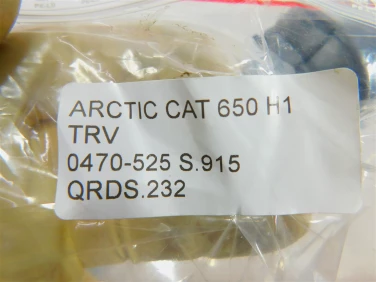 ARCTIC CAT 650 H1
TRV
0470-525 S.915
QRDS.232